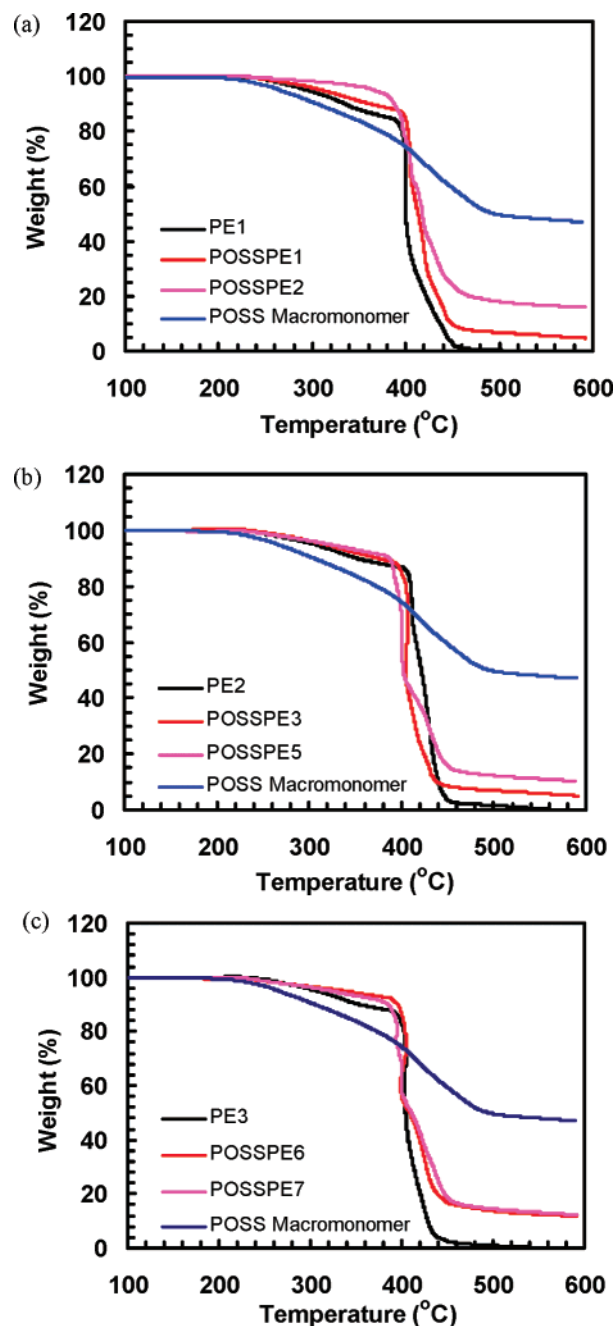 (a)
120
100
80
60
40
20
0
Weight (%)
PE1
POSSPE1
POSSPE2
POSS Macromonomer
100 200 300 400 500 600
Temperature (°C)
(b)
120
100
80
60
40
20
0
Weight (%)
PE2
POSSPE3
POSSPE5
POSS Macromonomer
100 200 300 400 500 600
Temperature (°C)
(c)
120
100
80
60
40
20
0
Weight (%)
PE3
POSSPE6
POSSPE7
POSS Macromonomer
100 200 300 400 500 600
Temperature (°C)